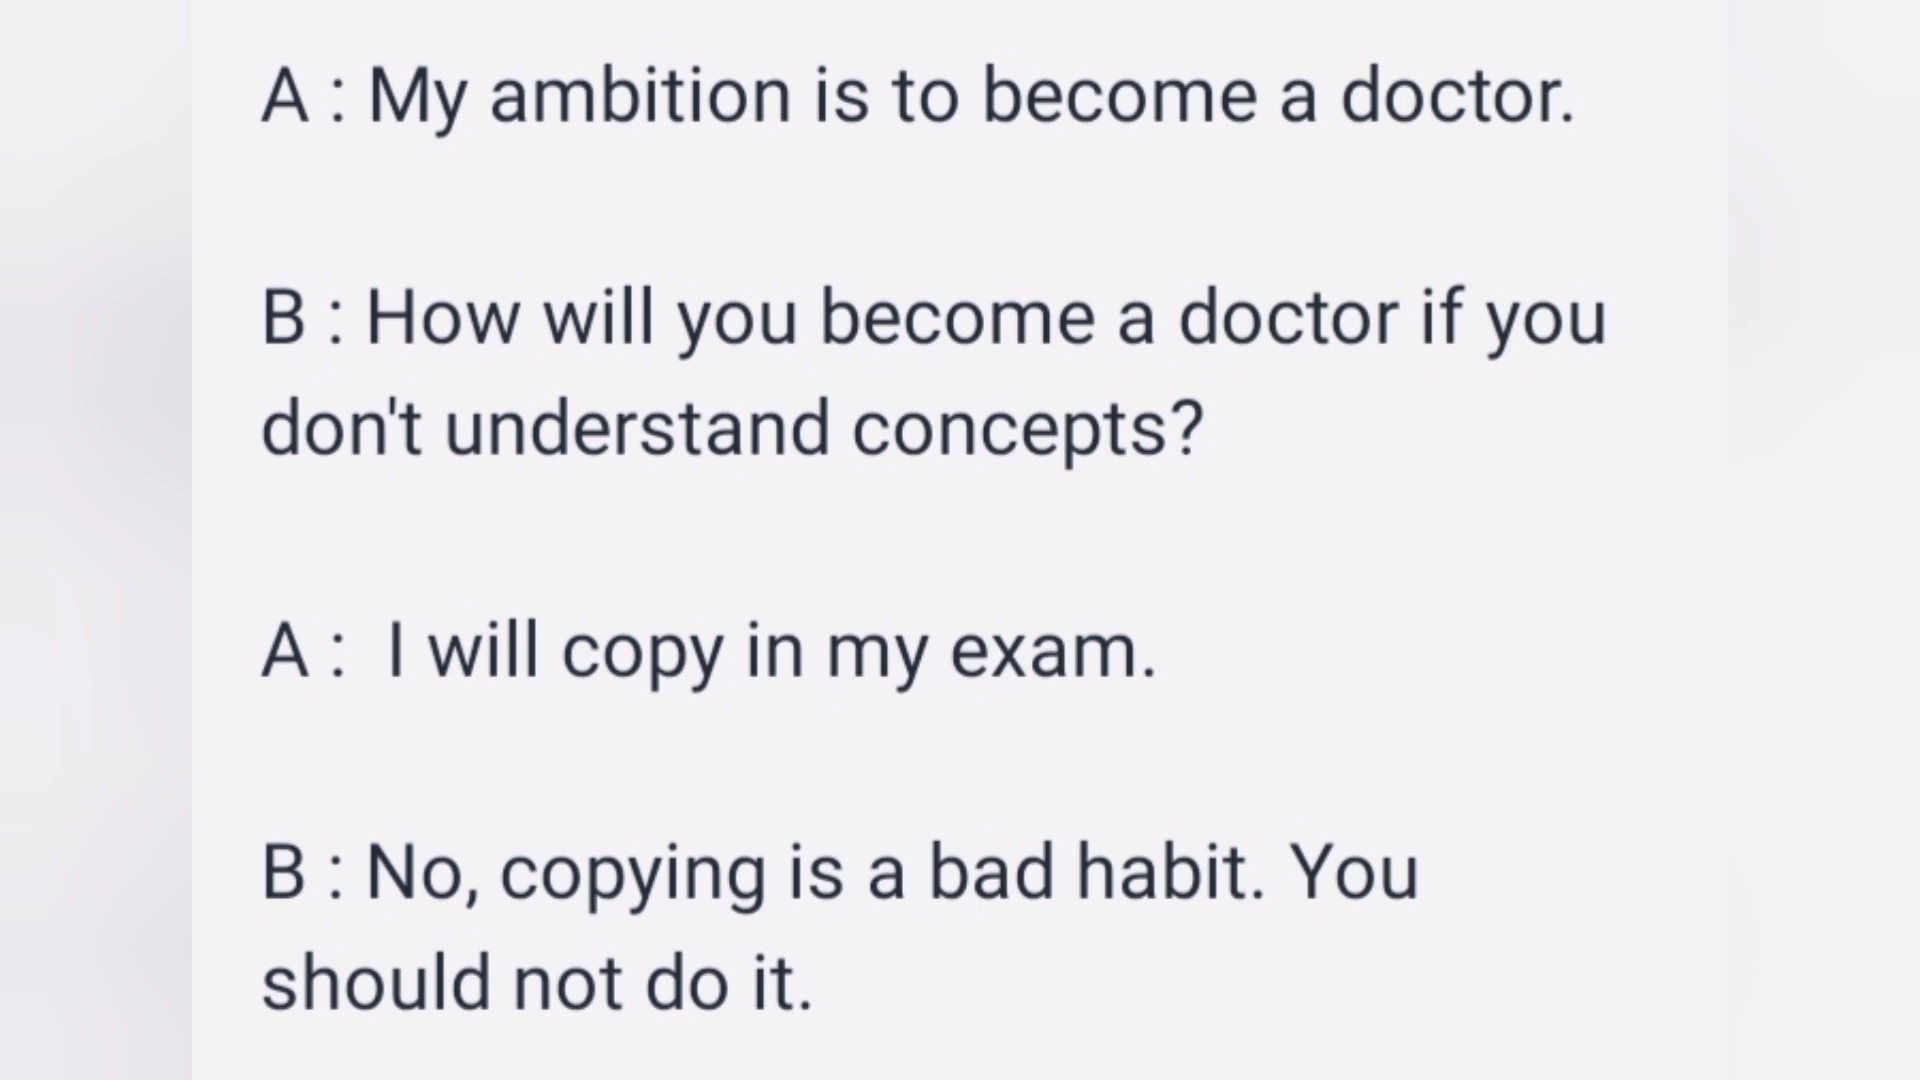 A : My ambition is to become a doctor.
B : How will you become a doctor if you
don't understand concepts?
A :  I will copy in my exam.
B : No, copying is a bad habit. You
should not do it.